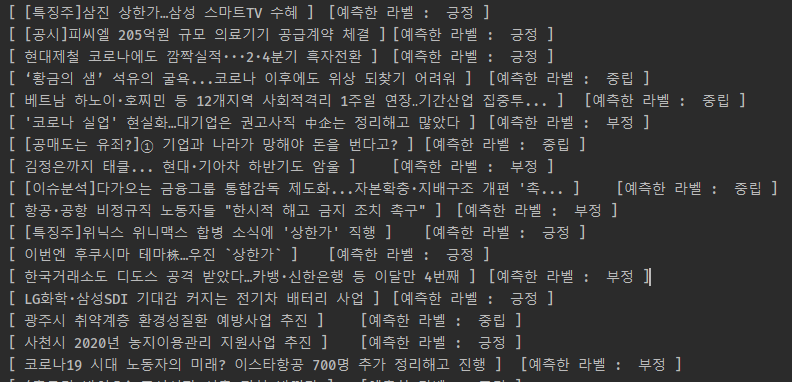 [ [특징주]삼진 상한가…삼성 스마트TV 수혜 ] [예측한 라벨 : 긍정 ]
[ [공시]피씨엘 205억원 규모 의료기기 공급계약 체결 ] [예측한 라벨 : 긍정 ]
[ 현대제철 코로나에도 깜짝실적···2·4분기 흑자전환 ] [예측한 라벨 : 긍정 ]
[ ‘황금의 샘’ 석유의 굴욕...코로나 이후에도 위상 되찾기 어려워 ] [예측한 라벨 : 중립 ]
[ 베트남 하노이·호찌민 등 12개지역 사회적격리 1주일 연장‥기간산업 집중투... ] [예측한 라벨 : 중립 ]
[ '코로나 실업' 현실화…대기업은 권고사직 中企는 정리해고 많았다 ] [예측한 라벨 : 부정 ]
[ [공매도는 유죄?]① 기업과 나라가 망해야 돈을 번다고? ] [예측한 라벨 : 중립 ]
[ 김정은까지 태클... 현대·기아차 하반기도 암울 ] [예측한 라벨 : 부정 ]
[ [이슈분석]다가오는 금융그룹 통합감독 제도화...자본확충·지배구조 개편 '촉... ] [예측한 라벨 : 중립 ]
[ 항공·공항 비정규직 노동자들 "한시적 해고 금지 조치 촉구" ] [예측한 라벨 : 부정 ]
[ [특징주]위닉스 위니맥스 합병 소식에 '상한가' 직행 ] [예측한 라벨 : 긍정 ]
[ 이번엔 후쿠시마 테마株…우진 `상한가` ] [예측한 라벨 : 긍정 ]
[ 한국거래소도 디도스 공격 받았다…카뱅·신한은행 등 이달만 4번째 ] [예측한 라벨 : 부정 ]
[ LG화학·삼성SDI 기대감 커지는 전기차 배터리 사업 ] [예측한 라벨 : 긍정 ]
[ 광주시 취약계층 환경성질환 예방사업 추진 ] [예측한 라벨 : 중립 ]
[ 사천시 2020년 농지이용관리 지원사업 추진 ] [예측한 라벨 : 긍정 ]
[ 코로나19 시대 노동자의 미래? 이스타항공 700명 추가 정리해고 진행 ] [예측한 라벨 : 부정 ]